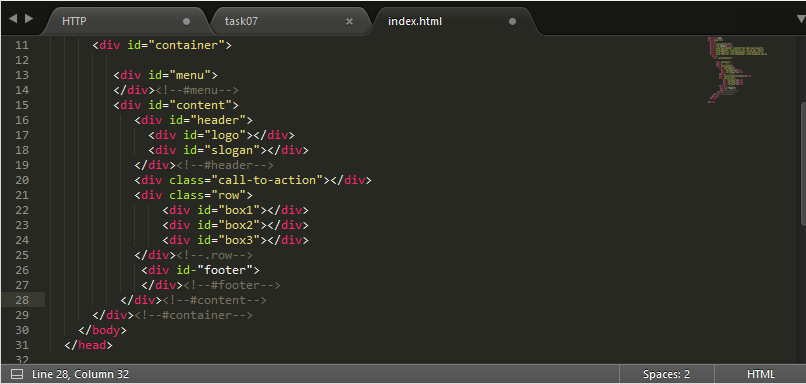 HTTP task07 index.html
11 <div id="container">
12
13 <div id="menu">
14 </div><!--#menu-->
15 <div id="content">
16 <div id="header">
17 <div id="logo"></div>
18 <div id="slogan"></div>
19 </div><!--#header-->
20 <div class="call-to-action"></div>
21 <div class="row">
22 <div id="box1"></div>
23 <div id="box2"></div>
24 <div id="box3"></div>
25 </div><!--.row-->
26 <div id-"footer">
27 </div><!--#footer-->
28 </div><!--#content-->
29 </div><!--#container-->
30 </body>
31 </head>
32
Line 28, Column 32 Spaces: 2 HTML